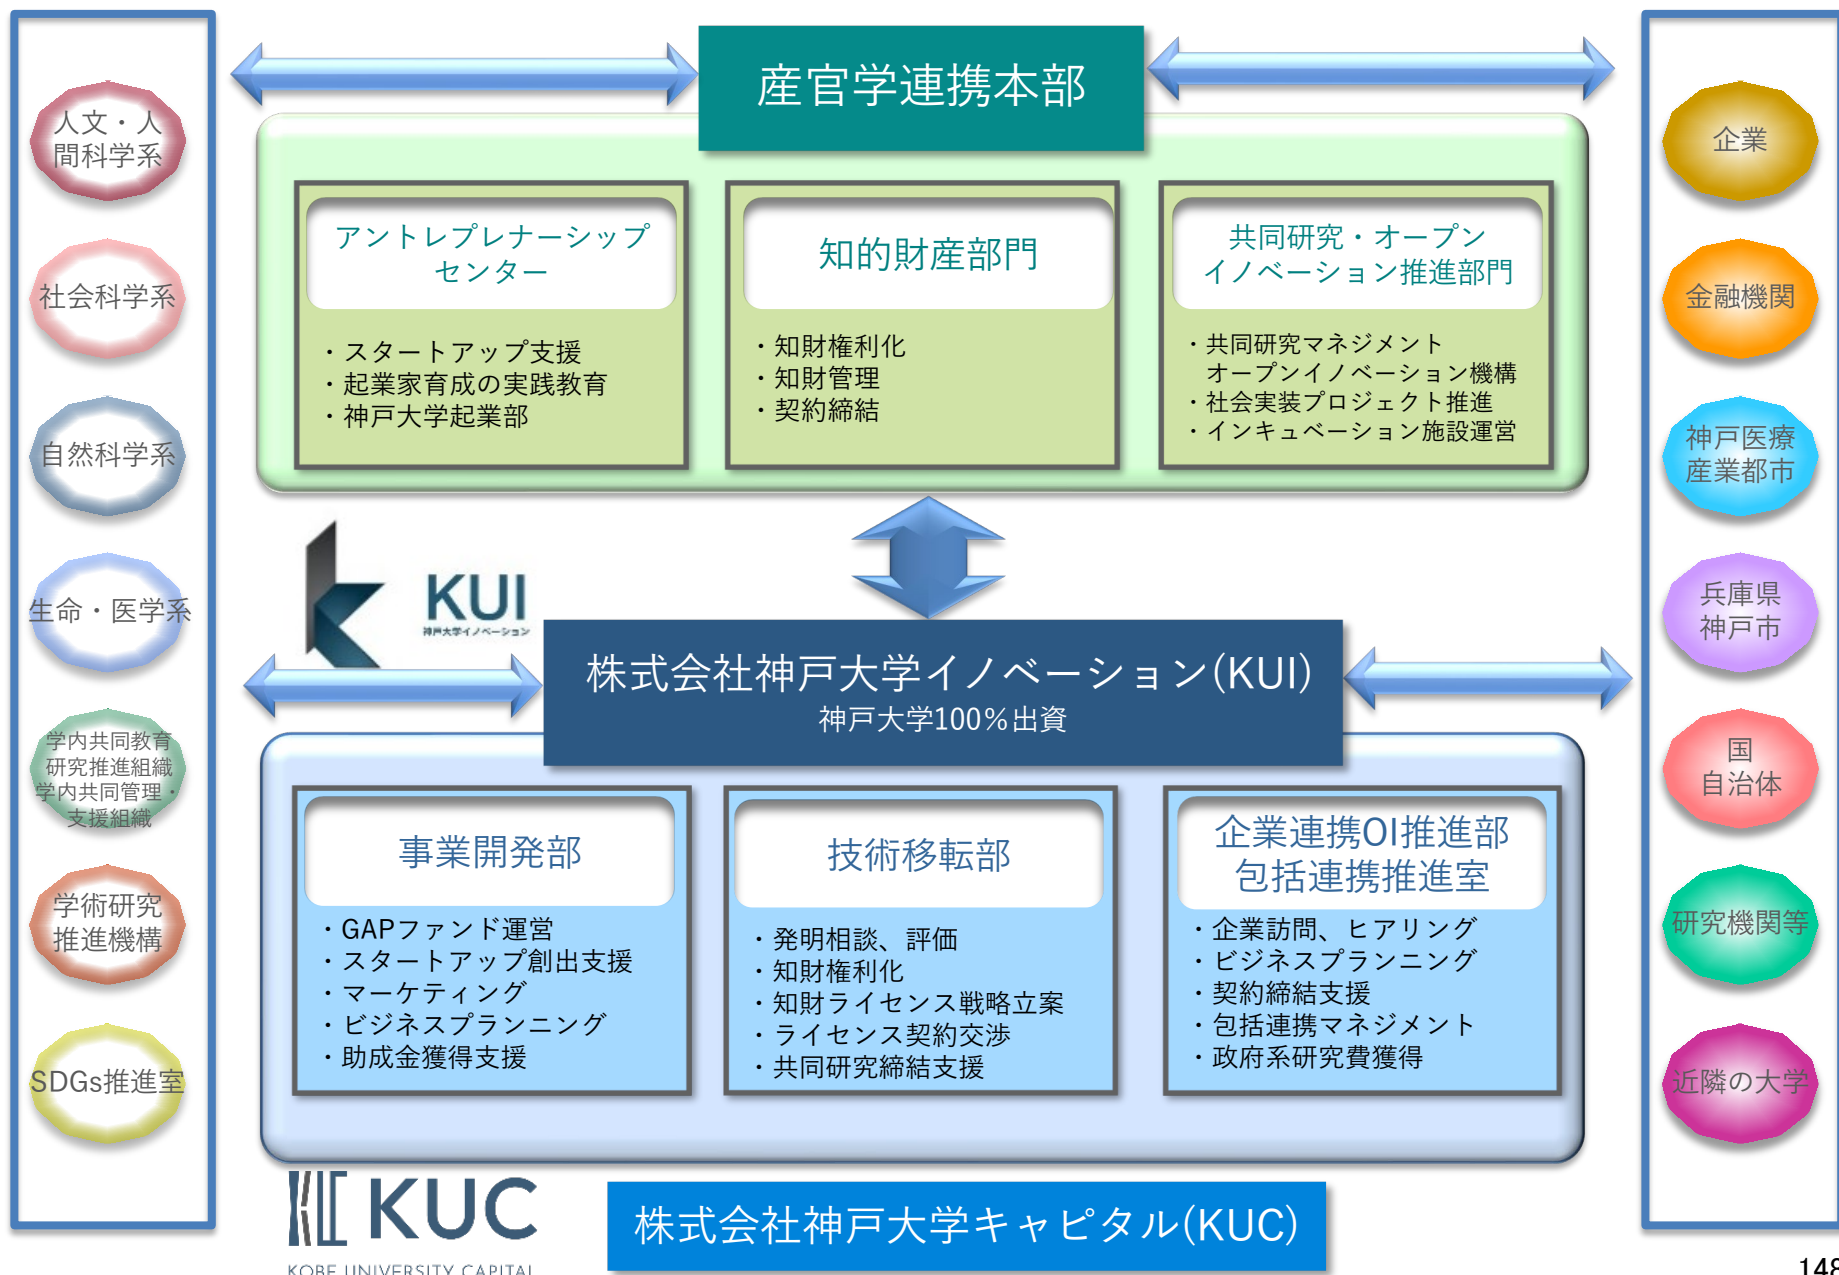 産官学連携本部
人文・人
間科学系
社会科学系
自然科学系
生命・医学系
学内共同教育
研究推進組織
学内共同管理・
支援組織
学術研究
推進機構
SDGs推進室
アントレプレナーシップ
センター
・スタートアップ支援
・起業家育成の実践教育
・神戸大学起業部
知的財産部門
・知財権利化
・知財管理
・契約締結
共同研究・オープン
イノベーション推進部門
・共同研究マネジメント
オープンイノベーション機構
・社会実装プロジェクト推進
・インキュベーション施設運営
KUI
神戸大学イノベーション
株式会社神戸大学イノベーション(KUI)
神戸大学100%出資
事業開発部
・GAPファンド運営
・スタートアップ創出支援
・マーケティング
・ビジネスプランニング
・助成金獲得支援
技術移転部
・発明相談、評価
・知財権利化
・知財ライセンス戦略立案
・ライセンス契約交渉
・共同研究締結支援
企業連携OI推進部
包括連携推進室
・企業訪問、ヒアリング
・ビジネスプランニング
・契約締結支援
・包括連携マネジメント
・政府系研究費獲得
KUC
KOBE UNIVERSITY CAPITAL
株式会社神戸大学キャピタル(KUC)
企業
金融機関
神戸医療
産業都市
兵庫県
神戸市
国
自治体
研究機関等
近隣の大学
148